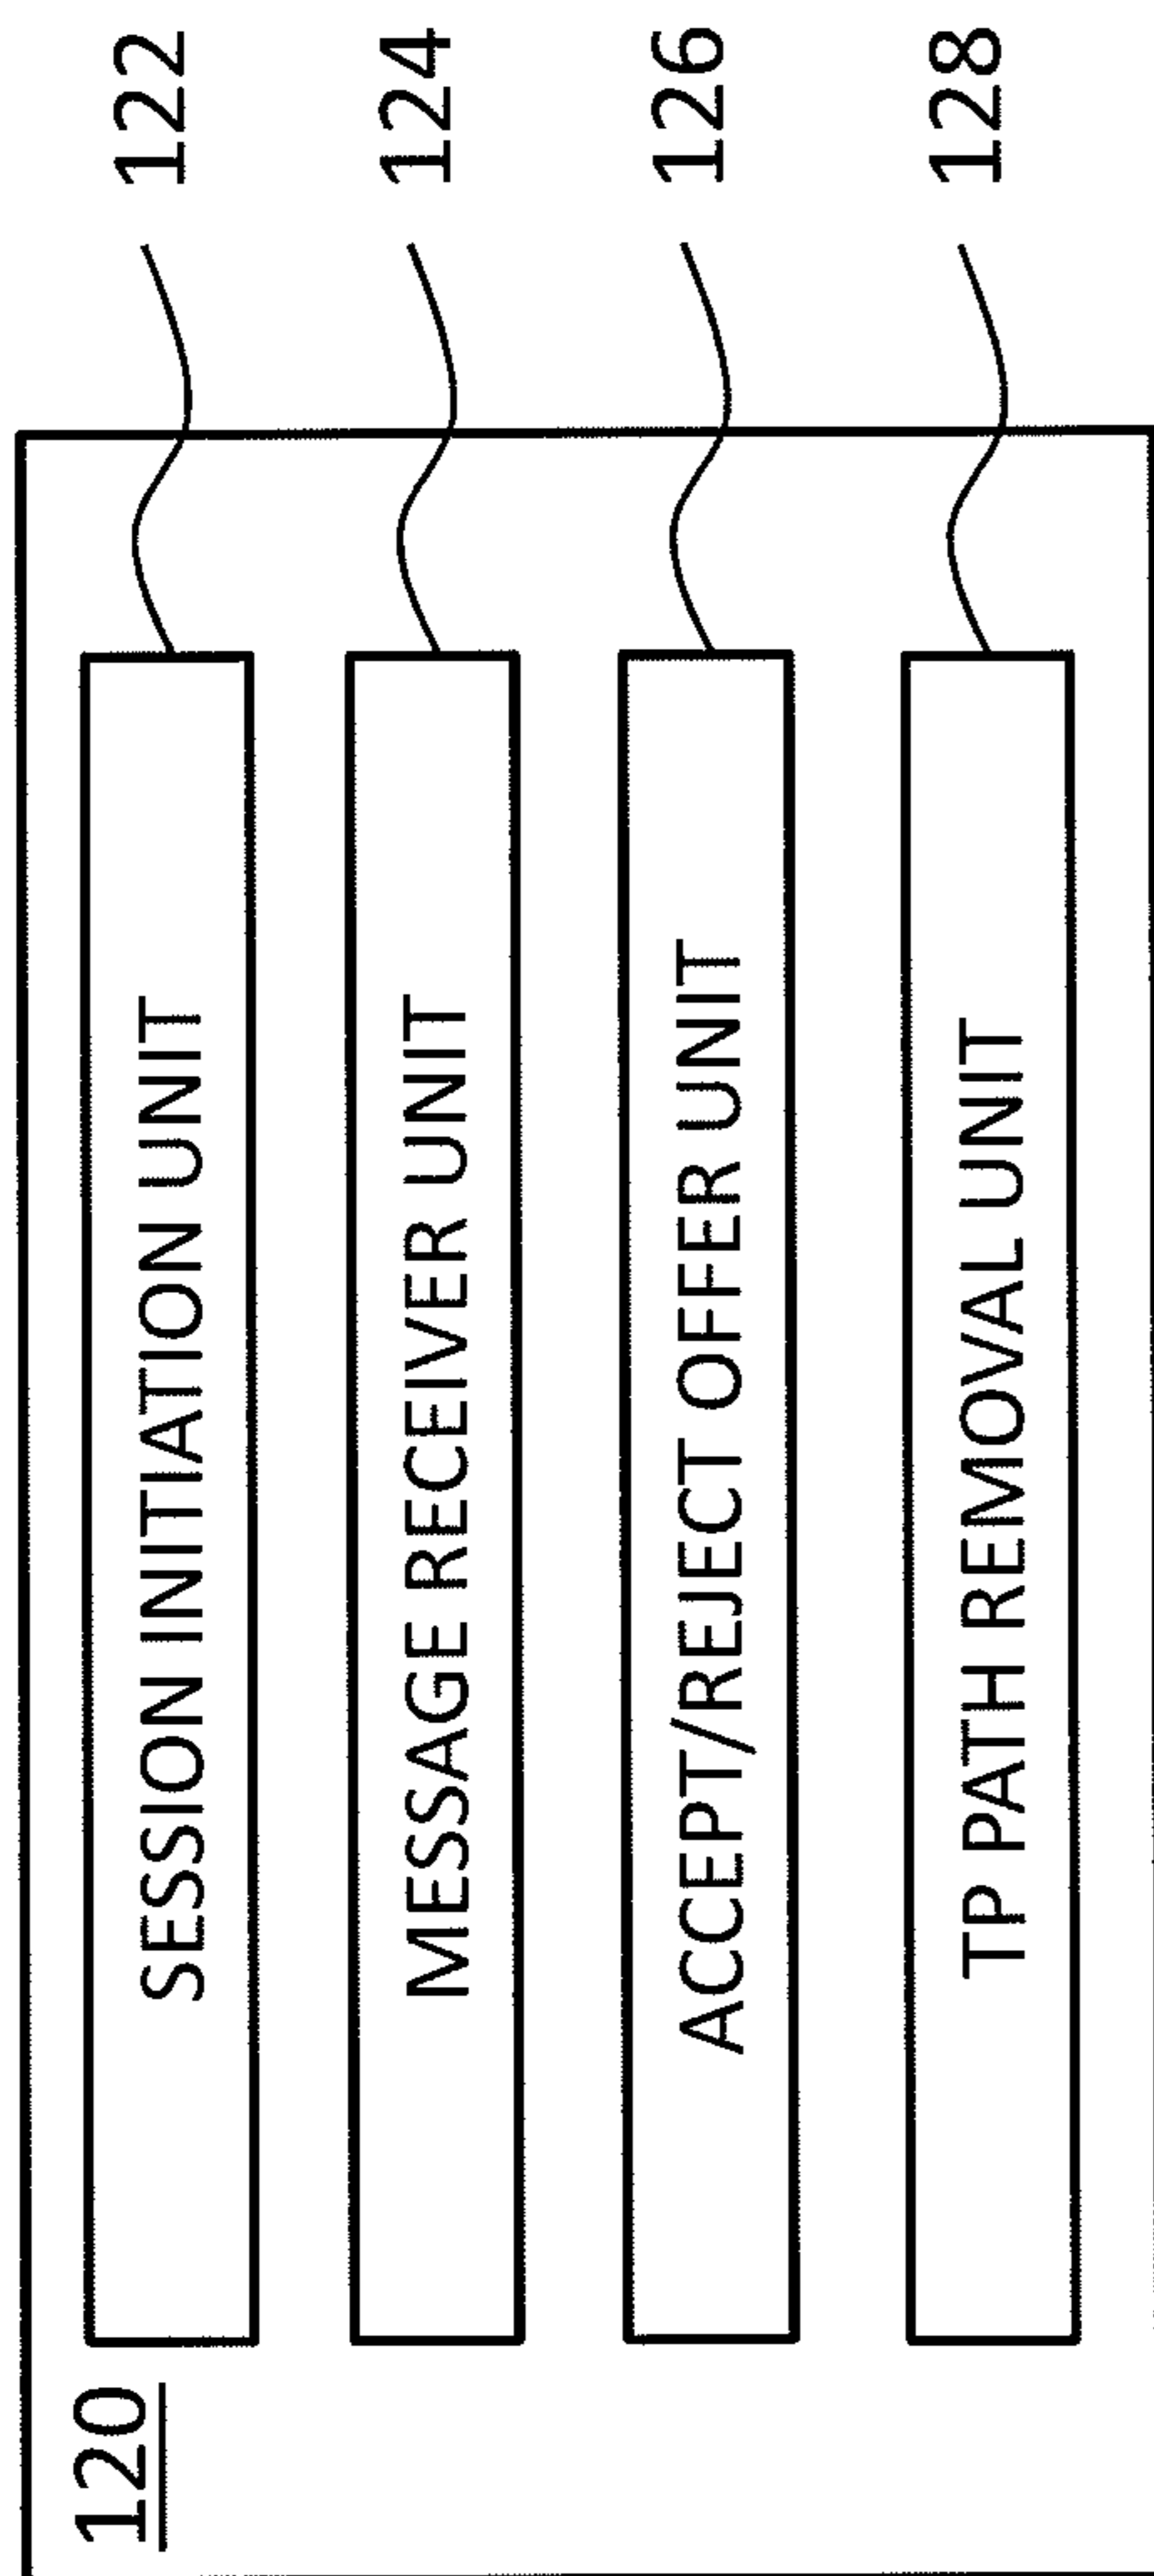 120
SESSION INITIATION UNIT 122
MESSAGE RECEIVER UNIT 124
ACCEPT/REJECT OFFER UNIT 126
TP PATH REMOVAL UNIT 128